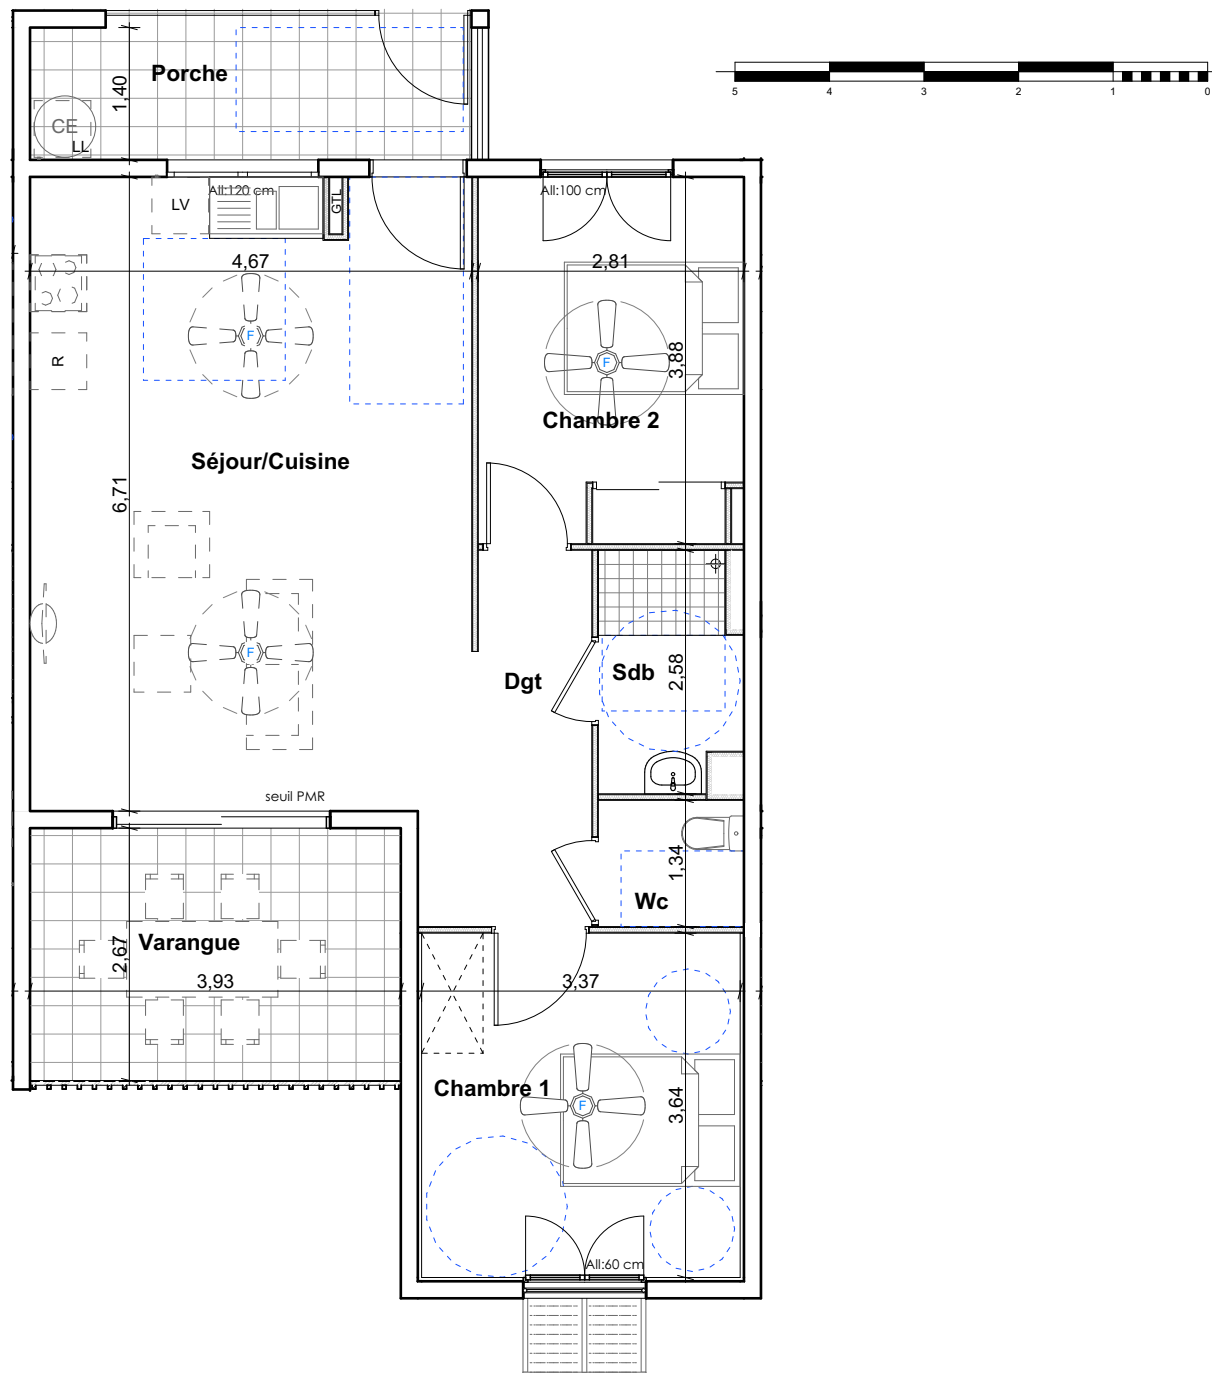 Porche
1,40
CE
LL
5 4 3 2 1 0
All:120 cm
All:100 cm
LV
GTL
4,67
2,81
F
F
R
3,88
Chambre 2
Séjour/Cuisine
6,71
F
Dgt
Sdb
2,58
seuil PMR
1,34
Wc
Varangue
2,67
3,93
3,37
Chambre 1
F
3,64
All:60 cm